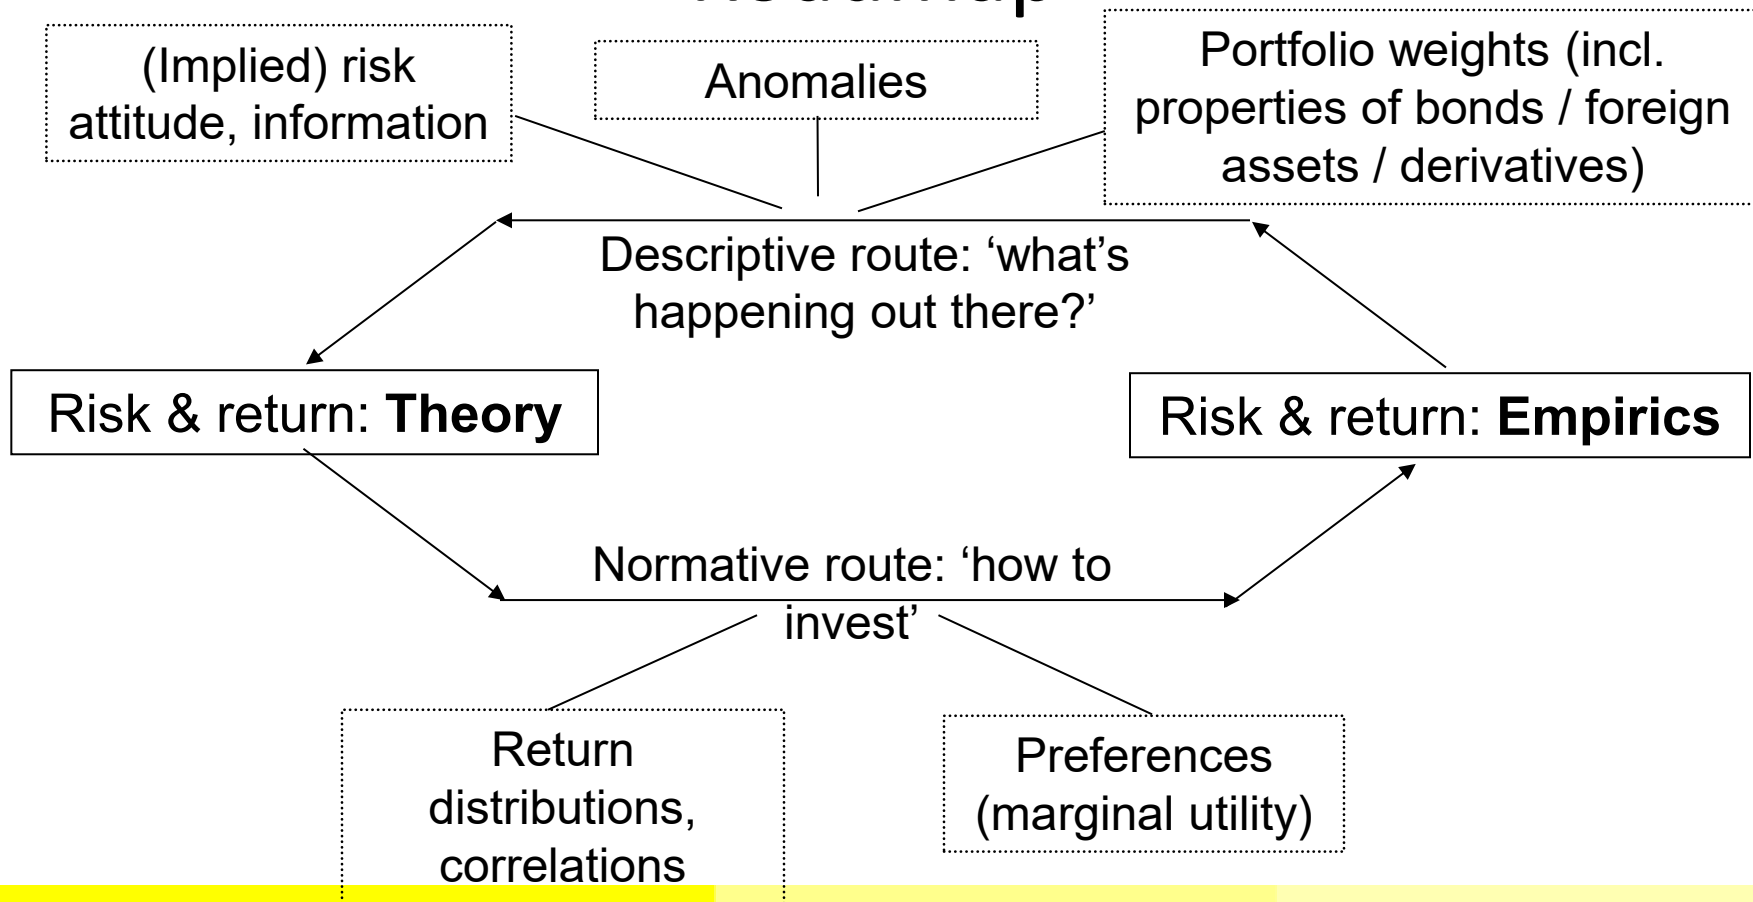 Roadmap
(Implied) risk
attitude, information
Anomalies
Portfolio weights (incl.
properties of bonds / foreign
assets / derivatives)
Descriptive route: ‘what’s
happening out there?’
Risk & return: Theory
Risk & return: Empirics
Normative route: ‘how to
invest’
Return
distributions,
correlations
Preferences
(marginal utility)